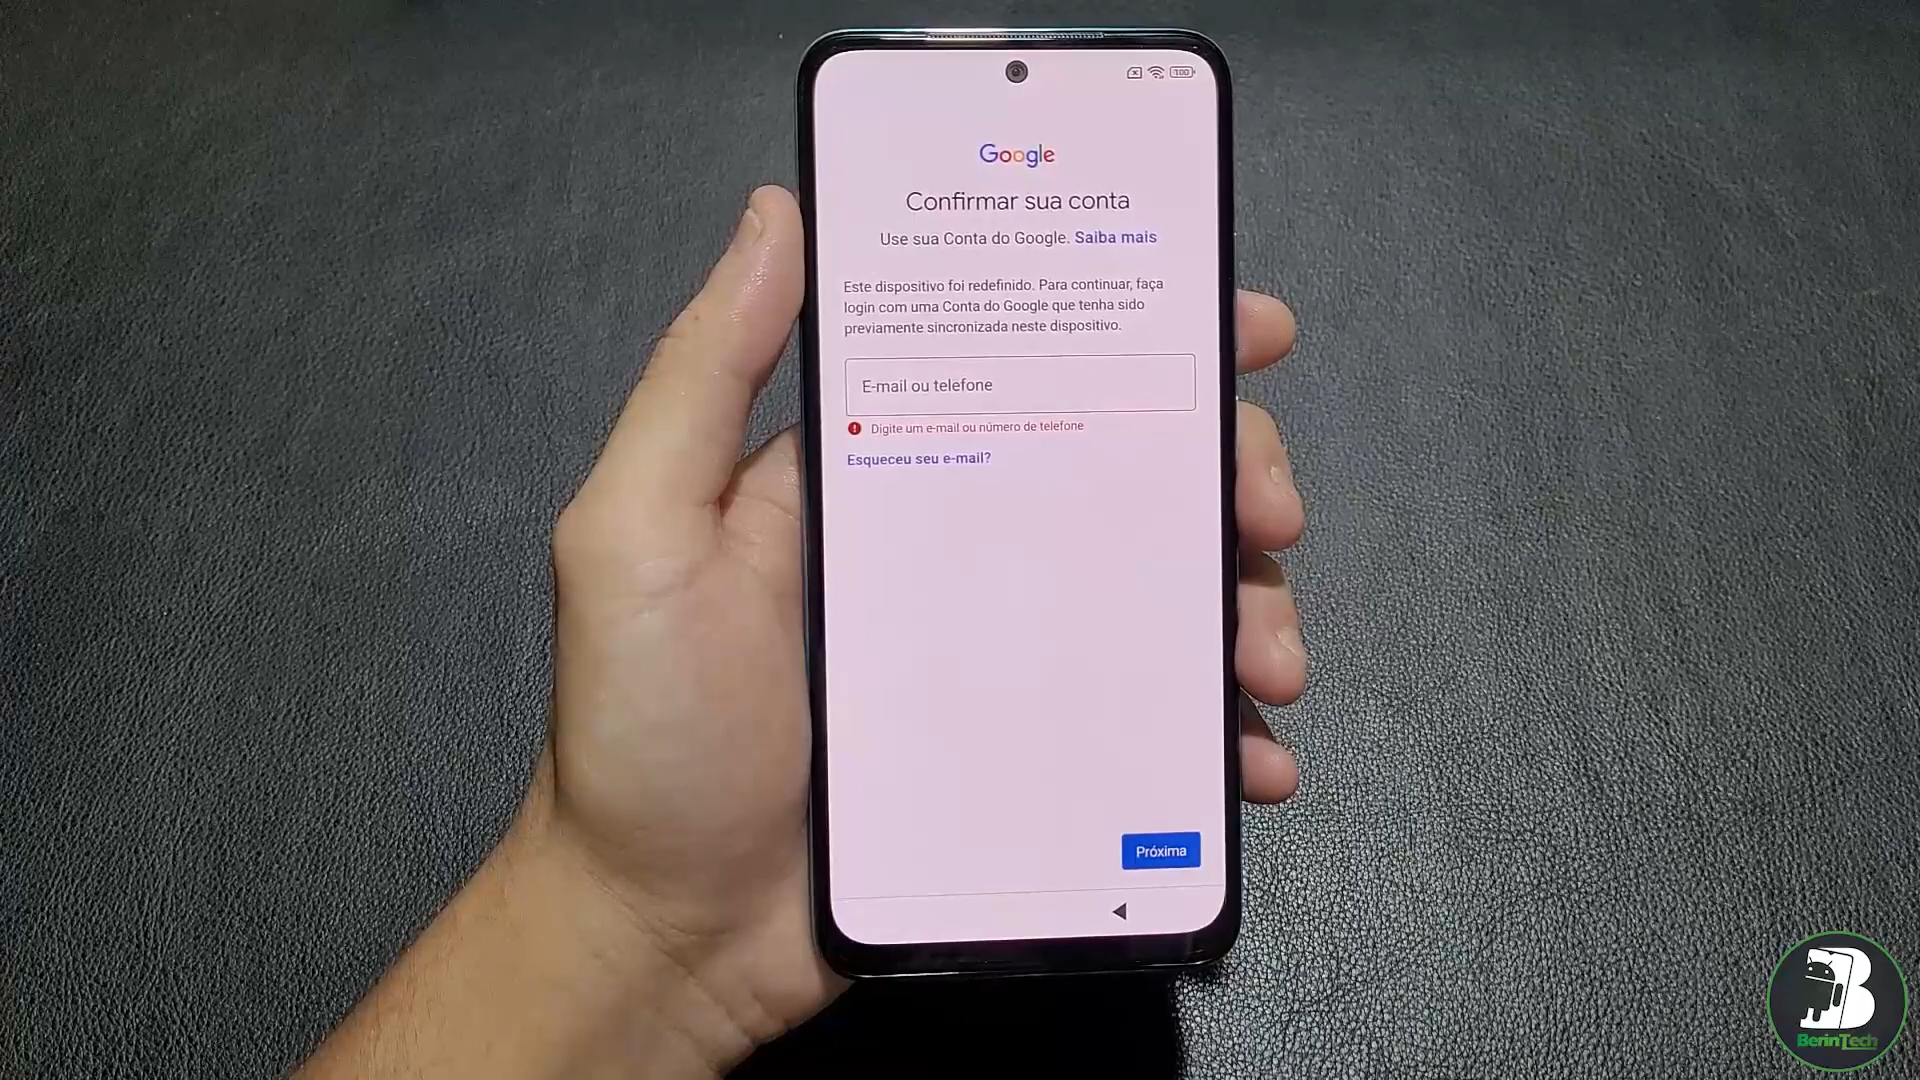 100
Google
Confirmar sua conta
Use sua Conta do Google. Saiba mais
Este dispositivo foi redefinido. Para continuar, faça
login com uma Conta do Google que tenha sido
previamente sincronizada neste dispositivo.
E-mail ou telefone
Digite um e-mail ou número de telefone
Esqueceu seu e-mail?
Próxima
B
BerinTech